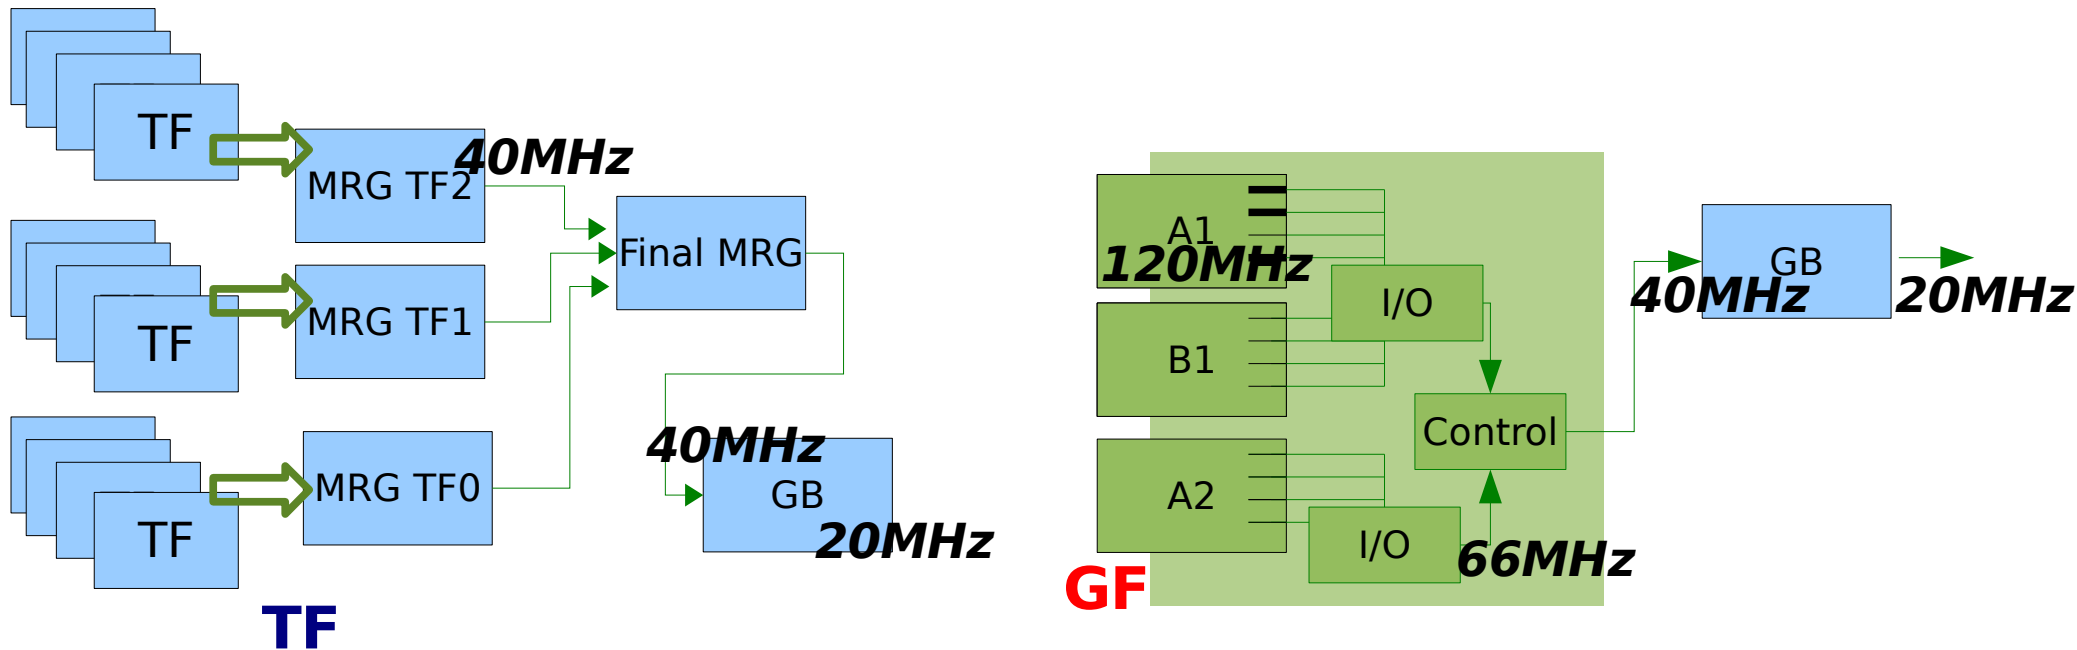 TF
MRG TF2
40MHz
TF
MRG TF1
Final MRG
TF
MRG TF0
40MHz
GB
20MHz
TF
A1
120MHz
I/O
B1
Control
A2
I/O
66MHz
GF
GB
40MHz
20MHz